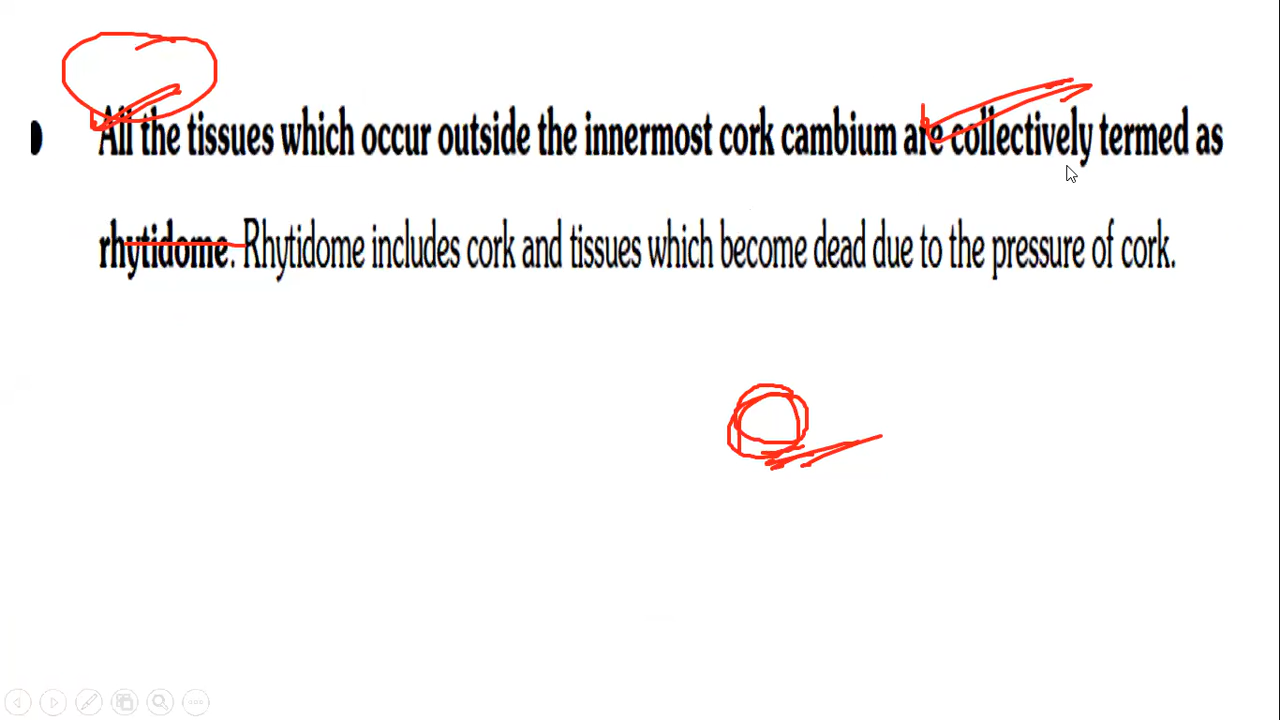 All the tissues which occur outside the innermost cork cambium are collectively termed as
rhytidome. Rhytidome includes cork and tissues which become dead due to the pressure of cork.